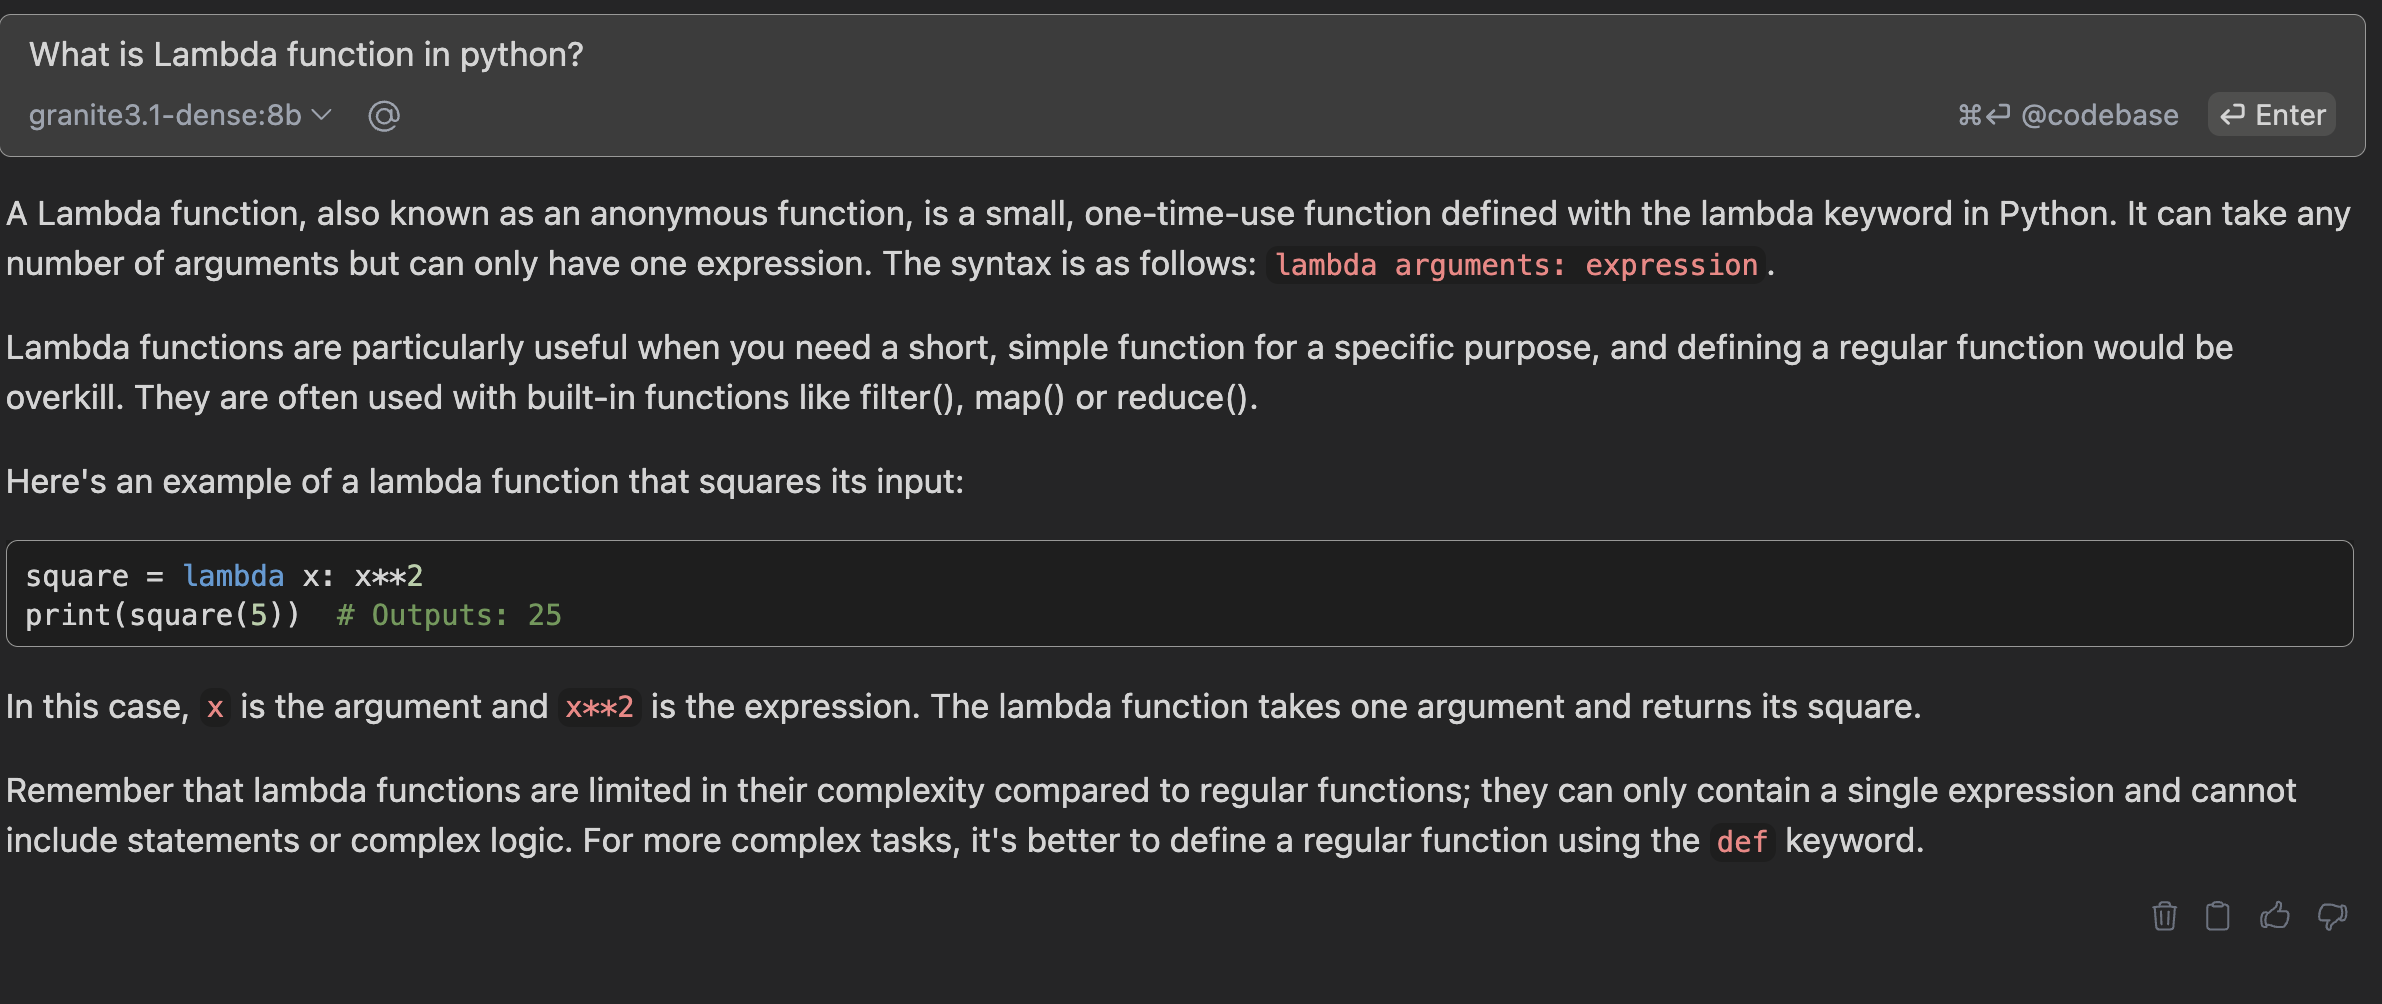 What is Lambda function in python?
granite3.1-dense:8b @ ⌘⏎ @codebase ⏎ Enter
A Lambda function, also known as an anonymous function, is a small, one-time-use function defined with the lambda keyword in Python. It can take any
number of arguments but can only have one expression. The syntax is as follows: lambda arguments: expression.
Lambda functions are particularly useful when you need a short, simple function for a specific purpose, and defining a regular function would be
overkill. They are often used with built-in functions like filter(), map() or reduce().
Here's an example of a lambda function that squares its input:
square = lambda x: x**2
print(square(5))  # Outputs: 25
In this case, x is the argument and x**2 is the expression. The lambda function takes one argument and returns its square.
Remember that lambda functions are limited in their complexity compared to regular functions; they can only contain a single expression and cannot
include statements or complex logic. For more complex tasks, it's better to define a regular function using the def keyword.